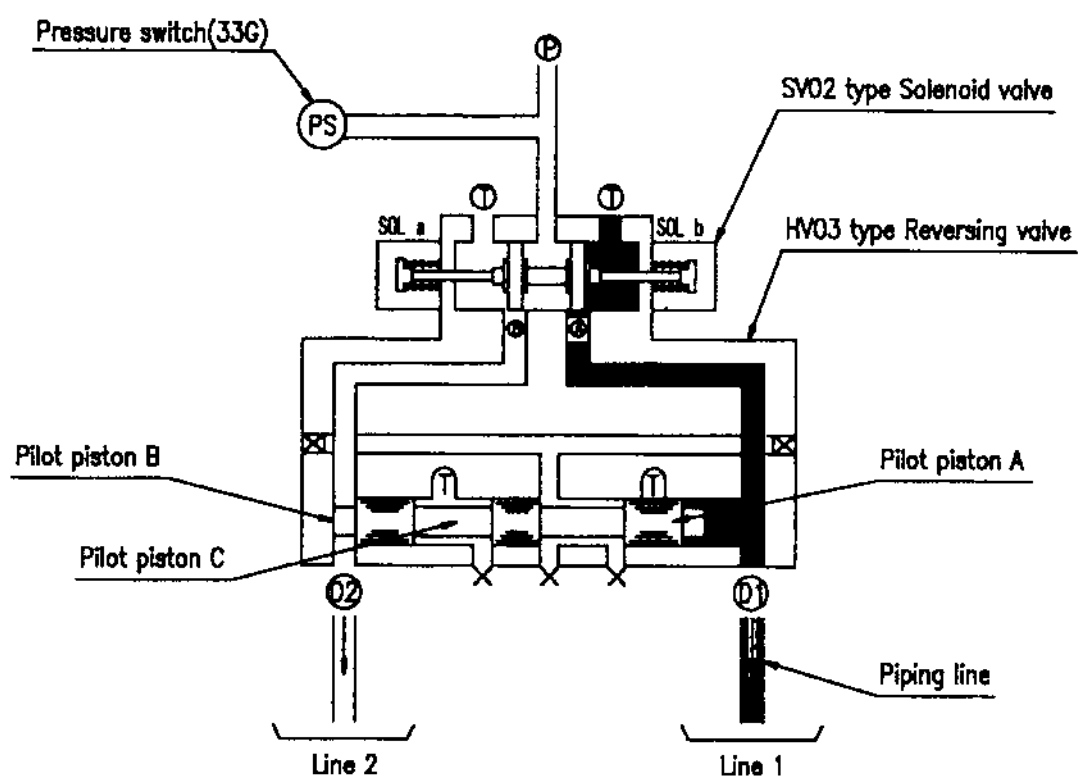 Pressure switch(33G)
P
SV02 type Solenoid valve
PS
T
T
SOL a
SOL b
HV03 type Reversing valve
Pilot piston B
T
T
Pilot piston A
Pilot piston C
D2
D1
Piping line
Line 2
Line 1